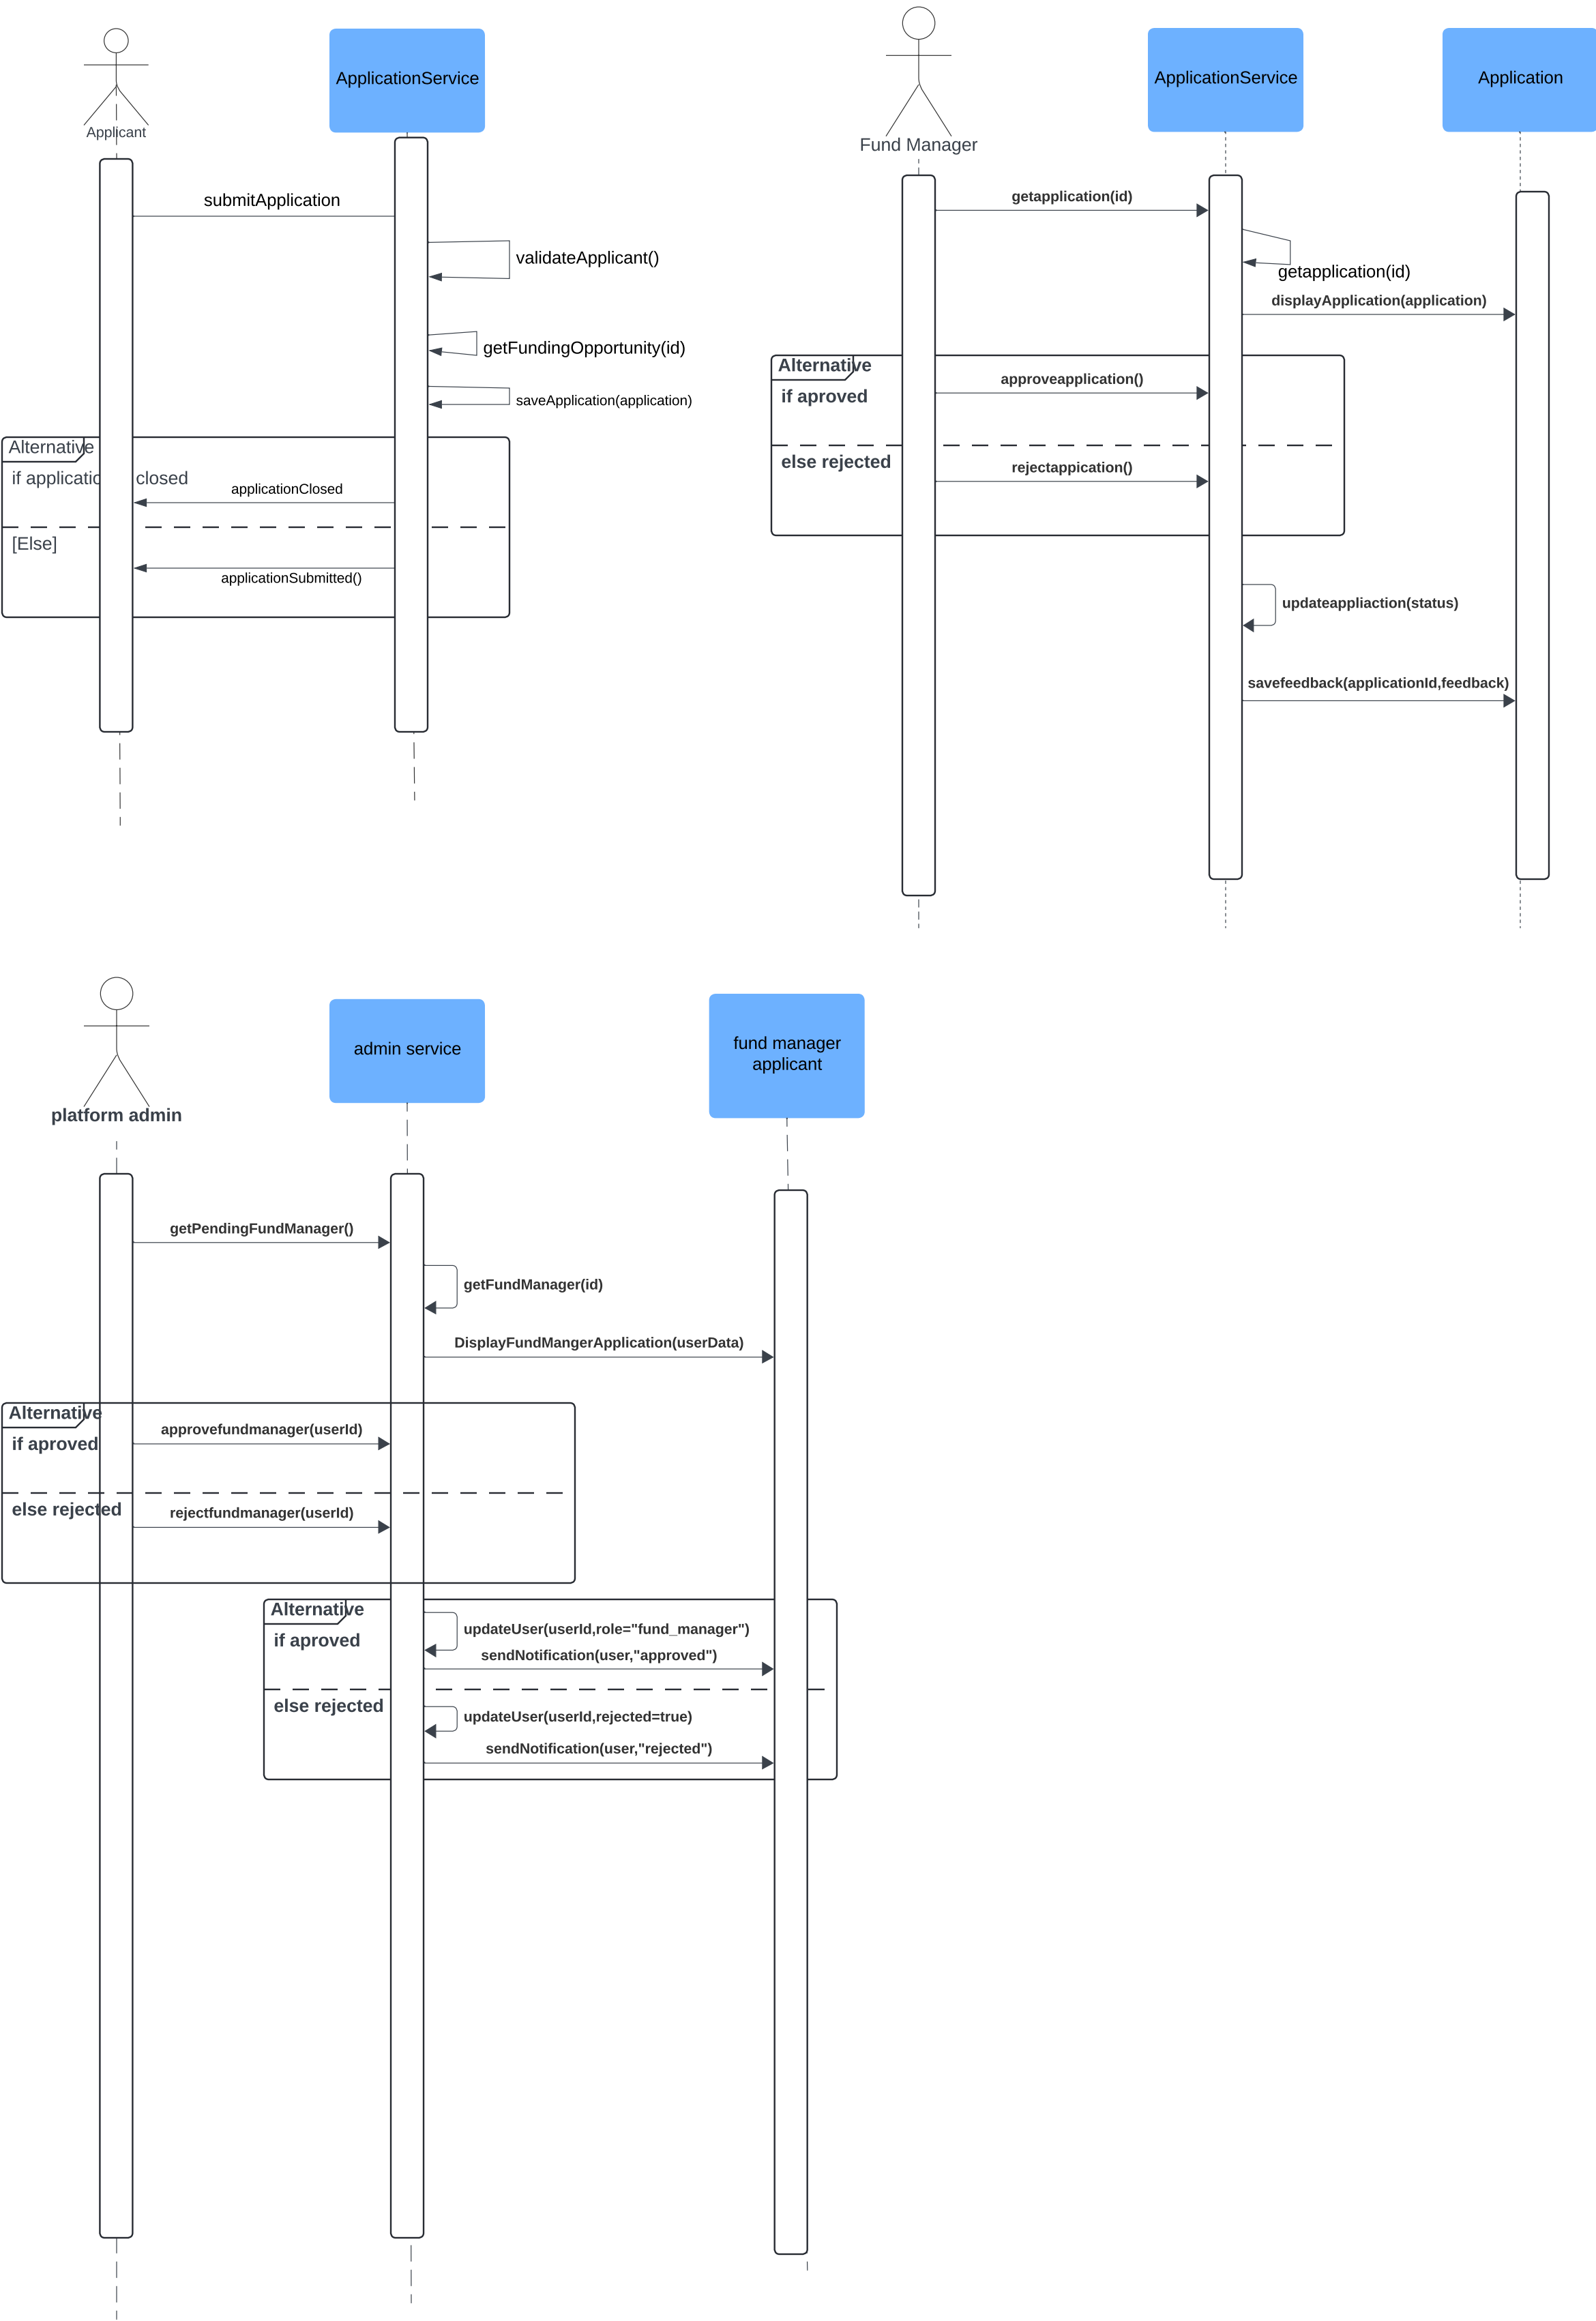 Applicant
ApplicationService
submitApplication
validateApplicant()
getFundingOpportunity(id)
saveApplication(application)
Alternative
if applicatio closed
applicationClosed
[Else]
applicationSubmitted()
Fund Manager
ApplicationService
Application
getapplication(id)
getapplication(id)
displayApplication(application)
Alternative
if aproved
approveapplication()
else rejected
rejectappication()
updateappliaction(status)
savefeedback(applicationId,feedback)
platform admin
admin service
fund manager
applicant
getPendingFundManager()
getFundManager(id)
DisplayFundMangerApplication(userData)
Alternative
if aproved
approvefundmanager(userId)
else rejected
rejectfundmanager(userId)
Alternative
if aproved
updateUser(userId,role="fund_manager")
sendNotification(user,"approved")
else rejected
updateUser(userId,rejected=true)
sendNotification(user,"rejected")